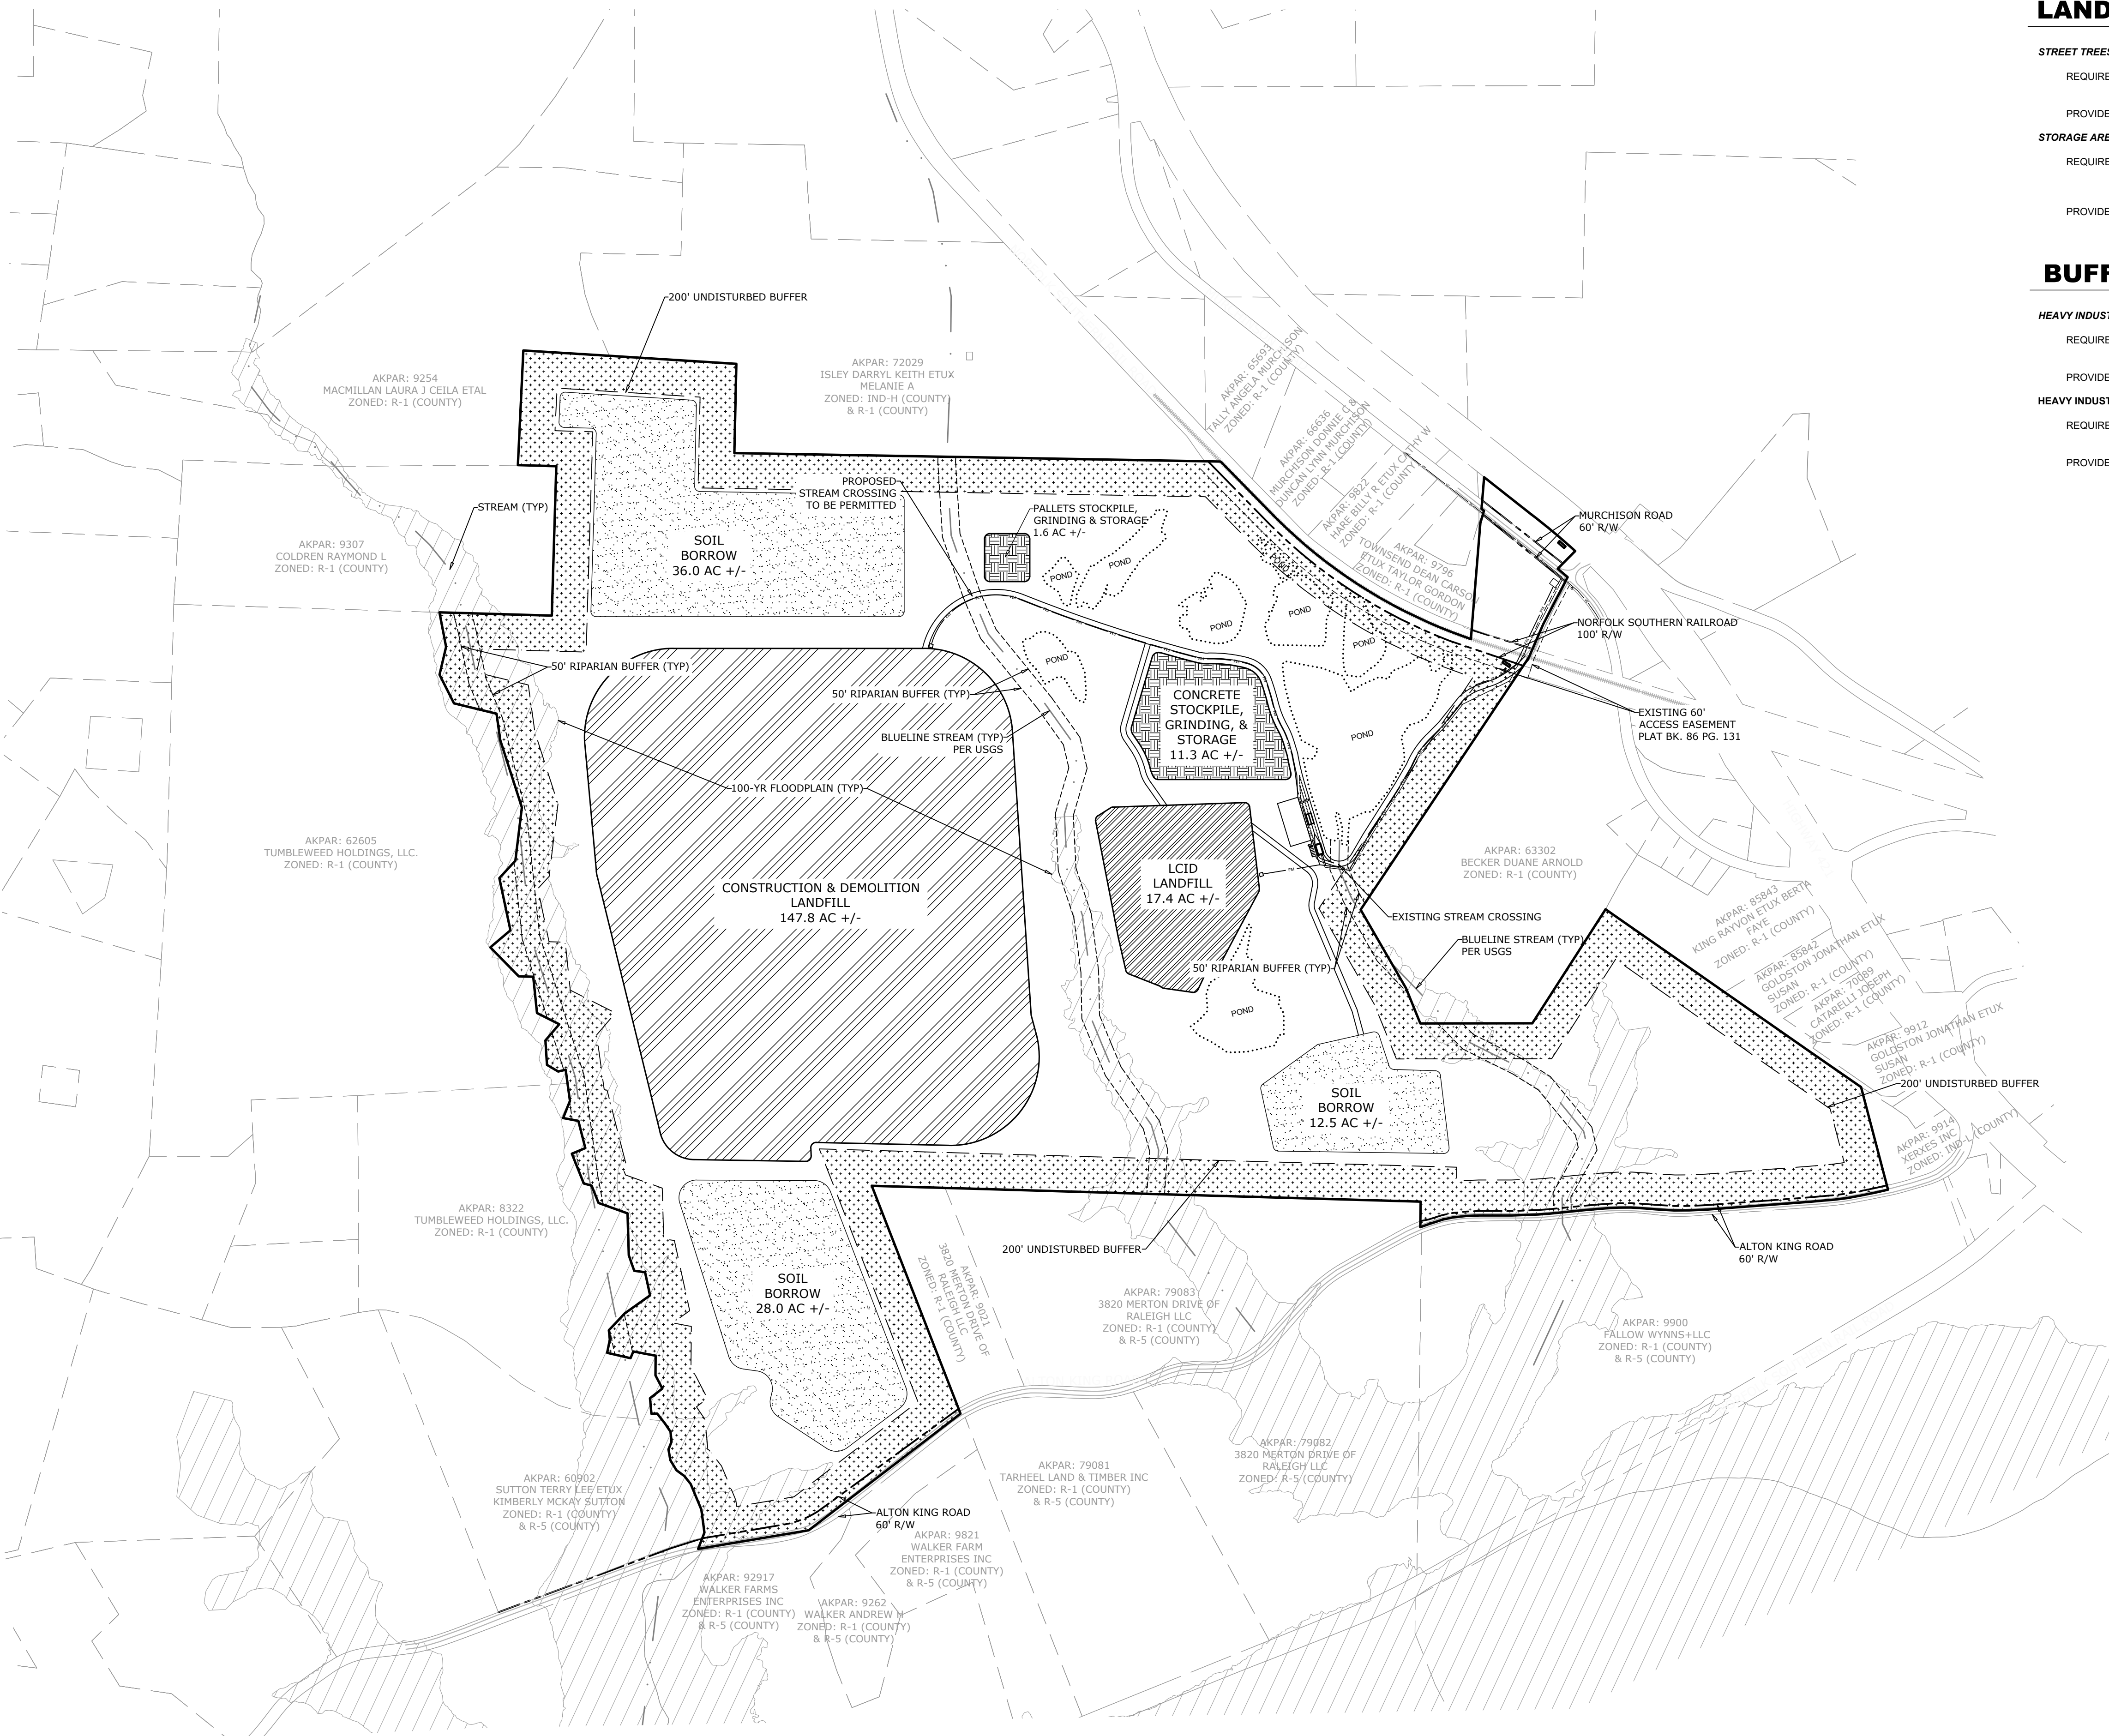 LAND
STREET TREES
REQUIRE
PROVIDE
STORAGE ARE
REQUIRE
PROVIDE
BUFF
HEAVY INDUST
REQUIRE
PROVIDE
HEAVY INDUST
REQUIRE
PROVIDE
200' UNDISTURBED BUFFER
AKPAR: 9254
MACMILLAN LAURA J CEILA ETAL
ZONED: R-1 (COUNTY)
AKPAR: 72029
ISLEY DARRYL KEITH ETUX
MELANIE A
ZONED: IND-H (COUNTY)
& R-1 (COUNTY)
AKPAR: 65693
TALLY ANGELA MURCHISON
ZONED: R-1 (COUNTY)
AKPAR: 66636
MURCHISON DONNIE C &
DUNCAN LYNN MURCHISON
ZONED: R-1 (COUNTY)
AKPAR: 9822
HARE BILLY R ETUX CATHY W
ZONED: R-1 (COUNTY)
AKPAR: 9796
TOWNSEND DEAN CARSON
ETUX TAYLOR GORDON
ZONED: R-1 (COUNTY)
STREAM (TYP)
AKPAR: 9307
COLDREN RAYMOND L
ZONED: R-1 (COUNTY)
SOIL
BORROW
36.0 AC +/-
PROPOSED
STREAM CROSSING
TO BE PERMITTED
PALLETS STOCKPILE,
GRINDING & STORAGE
1.6 AC +/-
MURCHISON ROAD
60' R/W
POND
POND
POND
POND
POND
POND
POND
POND
NORFOLK SOUTHERN RAILROAD
100' R/W
50' RIPARIAN BUFFER (TYP)
50' RIPARIAN BUFFER (TYP)
CONCRETE
STOCKPILE,
GRINDING, &
STORAGE
11.3 AC +/-
EXISTING 60'
ACCESS EASEMENT
PLAT BK. 86 PG. 131
BLUELINE STREAM (TYP)
PER USGS
100-YR FLOODPLAIN (TYP)
AKPAR: 62605
TUMBLEWEED HOLDINGS, LLC.
ZONED: R-1 (COUNTY)
CONSTRUCTION & DEMOLITION
LANDFILL
147.8 AC +/-
LCID
LANDFILL
17.4 AC +/-
FM
AKPAR: 63302
BECKER DUANE ARNOLD
ZONED: R-1 (COUNTY)
EXISTING STREAM CROSSING
BLUELINE STREAM (TYP)
PER USGS
50' RIPARIAN BUFFER (TYP)
POND
AKPAR: 85843
KING RAYVON ETUX BERTA
FAYE
ZONED: R-1 (COUNTY)
AKPAR: 85842
GOLDSTON JONATHAN ETUX
SUSAN
ZONED: R-1 (COUNTY)
AKPAR: 70089
CATARELLI JOSEPH
ZONED: R-1 (COUNTY)
AKPAR: 9912
GOLDSTON JONATHAN ETUX
SUSAN
ZONED: R-1 (COUNTY)
200' UNDISTURBED BUFFER
SOIL
BORROW
12.5 AC +/-
AKPAR: 9914
XERXES INC
ZONED: IND-L (COUNTY)
AKPAR: 8322
TUMBLEWEED HOLDINGS, LLC.
ZONED: R-1 (COUNTY)
200' UNDISTURBED BUFFER
ALTON KING ROAD
60' R/W
SOIL
BORROW
28.0 AC +/-
AKPAR: 9021
3820 MERTON DRIVE OF
RALEIGH LLC
ZONED: R-1 (COUNTY)
AKPAR: 79083
3820 MERTON DRIVE OF
RALEIGH LLC
ZONED: R-1 (COUNTY)
& R-5 (COUNTY)
AKPAR: 9900
FALLOW WYNNS+LLC
ZONED: R-1 (COUNTY)
& R-5 (COUNTY)
AKPAR: 79082
3820 MERTON DRIVE OF
RALEIGH LLC
ZONED: R-5 (COUNTY)
AKPAR: 79081
TARHEEL LAND & TIMBER INC
ZONED: R-1 (COUNTY)
& R-5 (COUNTY)
AKPAR: 60902
SUTTON TERRY LEE ETUX
KIMBERLY MCKAY SUTTON
ZONED: R-1 (COUNTY)
& R-5 (COUNTY)
ALTON KING ROAD
60' R/W
AKPAR: 9821
WALKER FARM
ENTERPRISES INC
ZONED: R-1 (COUNTY)
& R-5 (COUNTY)
AKPAR: 92917
WALKER FARMS
ENTERPRISES INC
ZONED: R-1 (COUNTY)
& R-5 (COUNTY)
AKPAR: 9262
WALKER ANDREW H
ZONED: R-1 (COUNTY)
& R-5 (COUNTY)